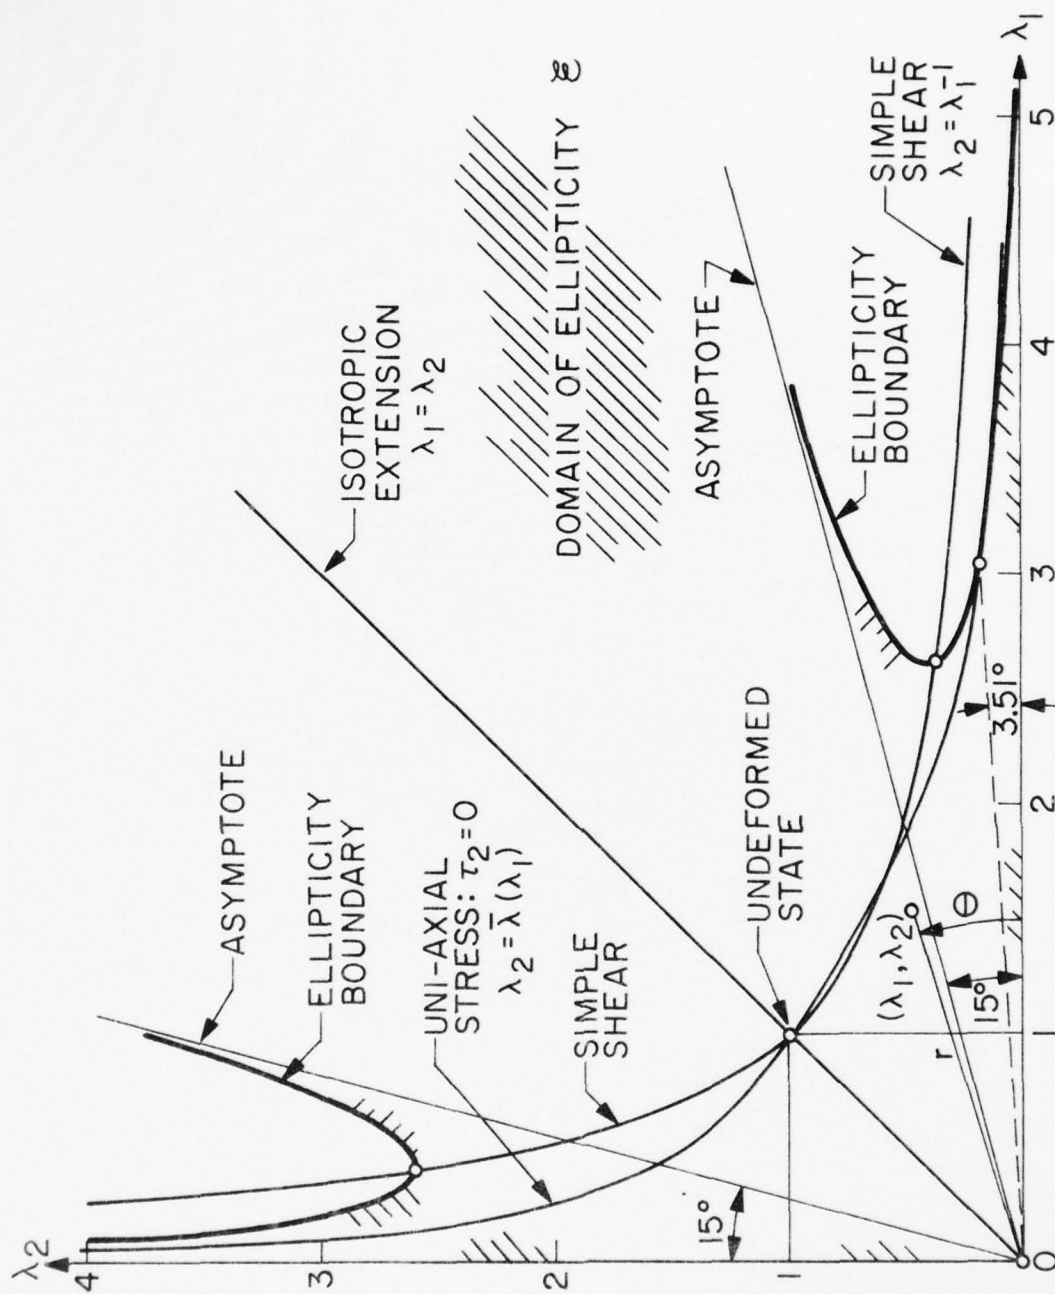 λ2
4
3
2
1
0
1
2
3
4
5
λ1
ASYMPTOTE
ELLIPTICITY
BOUNDARY
UNI-AXIAL
STRESS: τ2=0
λ2 = λ̄ (λ1)
SIMPLE
SHEAR
15°
ISOTROPIC
EXTENSION
λ1 = λ2
DOMAIN OF ELLIPTICITY ℰ
UNDEFORMED
STATE
ASYMPTOTE
ELLIPTICITY
BOUNDARY
SIMPLE
SHEAR
λ2 = λ1-1
(λ1, λ2)
r
θ
15°
3.51°